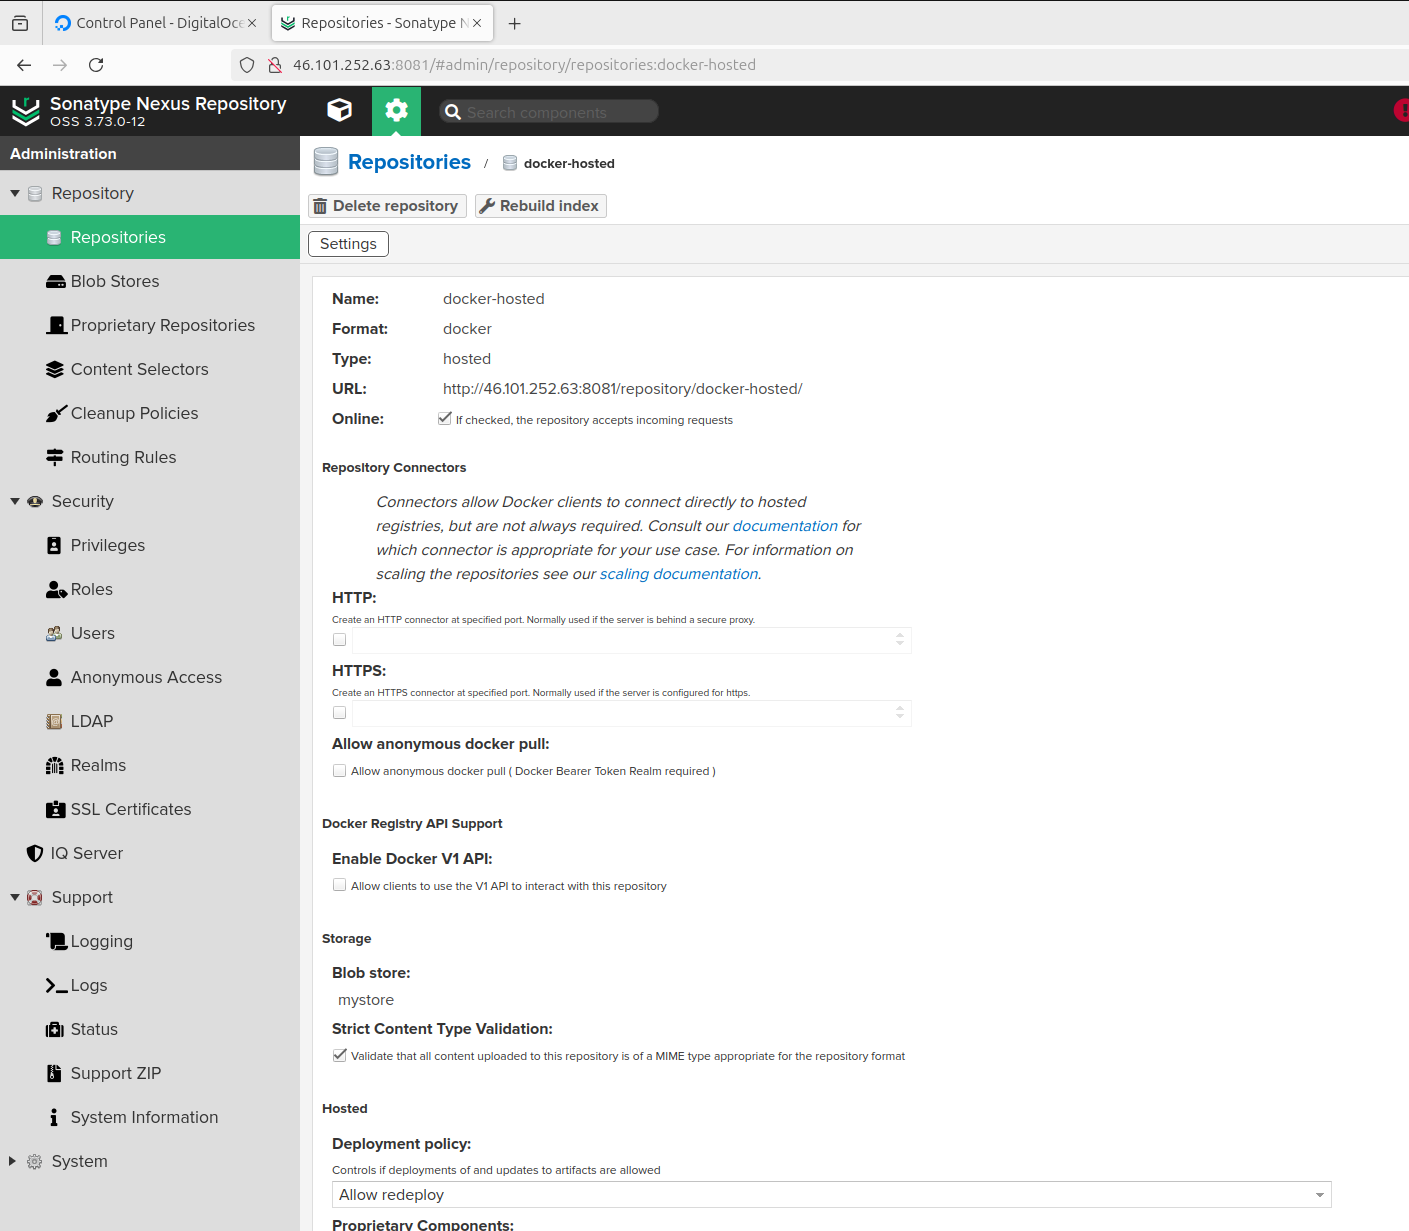 Control Panel - DigitalOce
Repositories - Sonatype N
46.101.252.63:8081/#admin/repository/repositories:docker-hosted
Sonatype Nexus Repository
OSS 3.73.0-12
Search components
Administration
Repository
Repositories
Blob Stores
Proprietary Repositories
Content Selectors
Cleanup Policies
Routing Rules
Security
Privileges
Roles
Users
Anonymous Access
LDAP
Realms
SSL Certificates
IQ Server
Support
Logging
Logs
Status
Support ZIP
System Information
System
Repositories / docker-hosted
Delete repository Rebuild index
Settings
Name: docker-hosted
Format: docker
Type: hosted
URL: http://46.101.252.63:8081/repository/docker-hosted/
Online: If checked, the repository accepts incoming requests
Repository Connectors
Connectors allow Docker clients to connect directly to hosted
registries, but are not always required. Consult our documentation for
which connector is appropriate for your use case. For information on
scaling the repositories see our scaling documentation.
HTTP:
Create an HTTP connector at specified port. Normally used if the server is behind a secure proxy.
HTTPS:
Create an HTTPS connector at specified port. Normally used if the server is configured for https.
Allow anonymous docker pull:
Allow anonymous docker pull ( Docker Bearer Token Realm required )
Docker Registry API Support
Enable Docker V1 API:
Allow clients to use the V1 API to interact with this repository
Storage
Blob store:
mystore
Strict Content Type Validation:
Validate that all content uploaded to this repository is of a MIME type appropriate for the repository format
Hosted
Deployment policy:
Controls if deployments of and updates to artifacts are allowed
Allow redeploy
Proprietary Components: